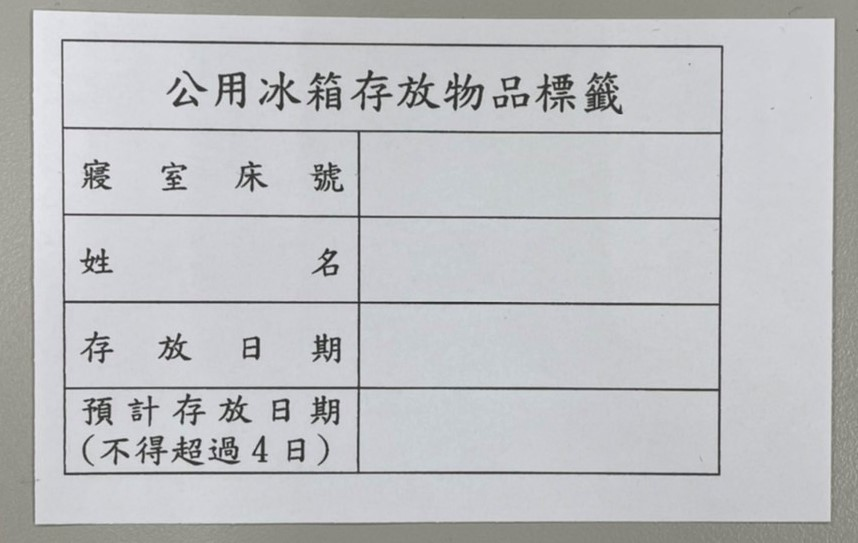 公用冰箱存放物品標籤
寢室床號
姓名
存放日期
預計存放日期
(不得超過4日)